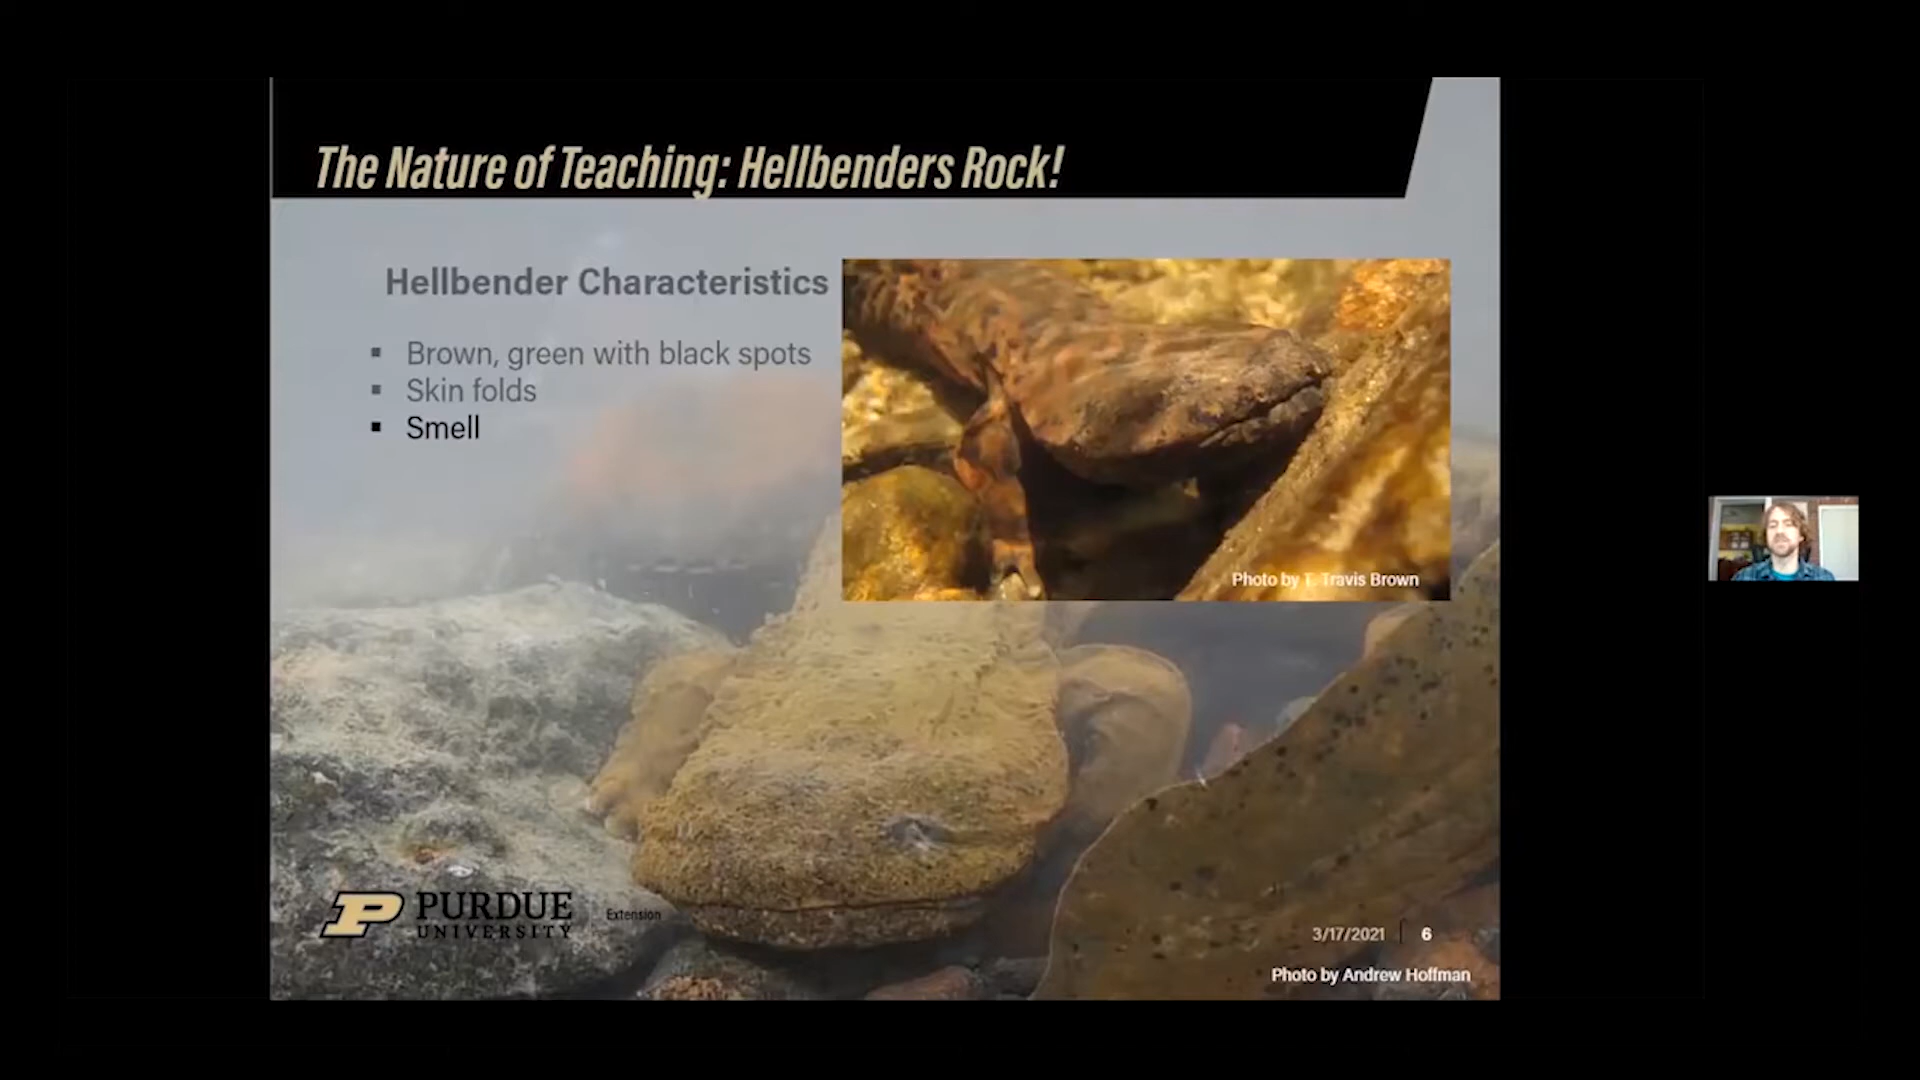 The Nature of Teaching: Hellbenders Rock!
Hellbender Characteristics
Brown, green with black spots
Skin folds
Smell
Photo by T. Travis Brown
PURDUE
UNIVERSITY
Extension
3/17/2021 6
Photo by Andrew Hoffman